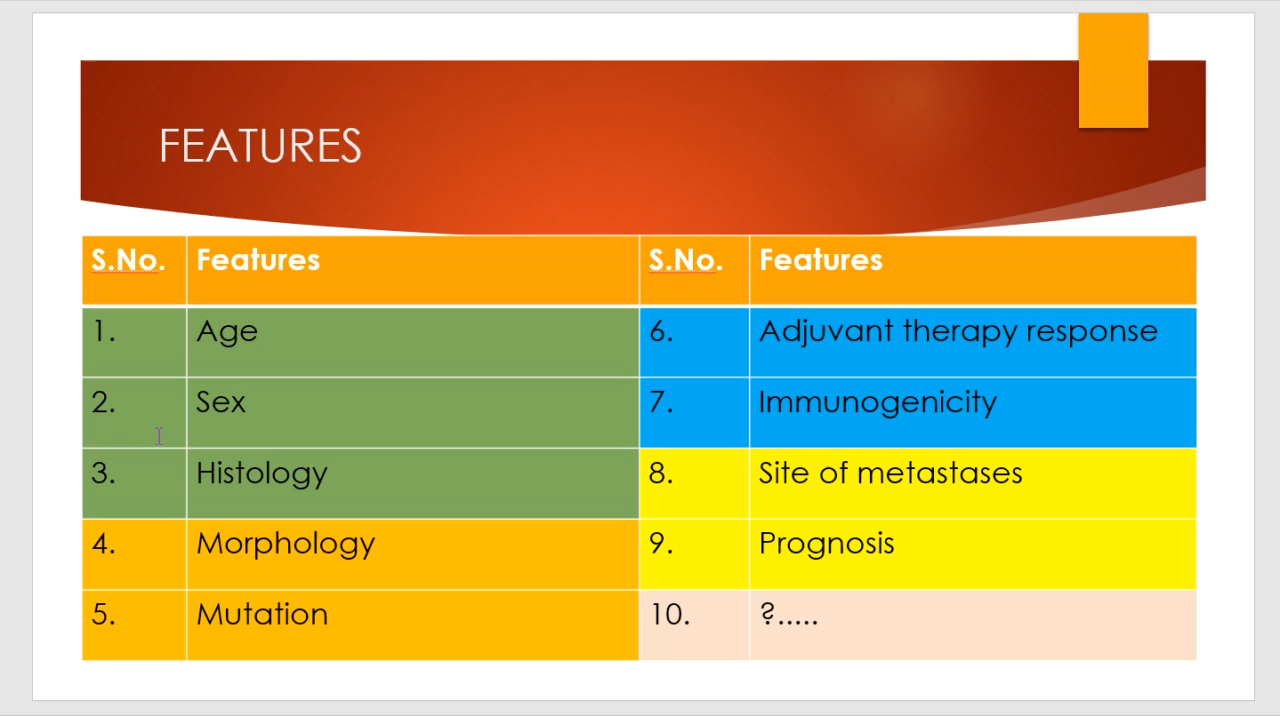 FEATURES
S.No. Features S.No. Features
1. Age 6. Adjuvant therapy response
2. Sex 7. Immunogenicity
3. Histology 8. Site of metastases
4. Morphology 9. Prognosis
5. Mutation 10. ?.....